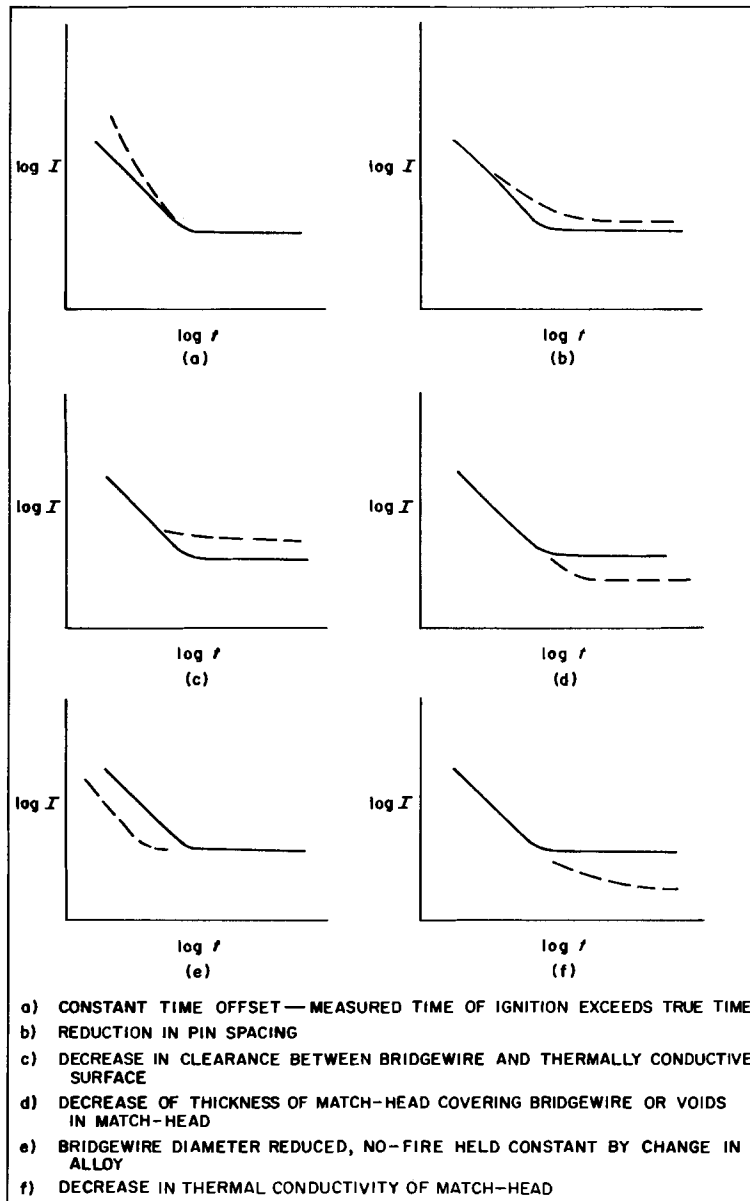 log I
log t
(a)
log I
log t
(b)
log I
log t
(c)
log I
log t
(d)
log I
log t
(e)
log I
log t
(f)
a) CONSTANT TIME OFFSET — MEASURED TIME OF IGNITION EXCEEDS TRUE TIME
b) REDUCTION IN PIN SPACING
c) DECREASE IN CLEARANCE BETWEEN BRIDGEWIRE AND THERMALLY CONDUCTIVE
SURFACE
d) DECREASE OF THICKNESS OF MATCH-HEAD COVERING BRIDGEWIRE OR VOIDS
IN MATCH-HEAD
e) BRIDGEWIRE DIAMETER REDUCED, NO-FIRE HELD CONSTANT BY CHANGE IN
ALLOY
f) DECREASE IN THERMAL CONDUCTIVITY OF MATCH-HEAD